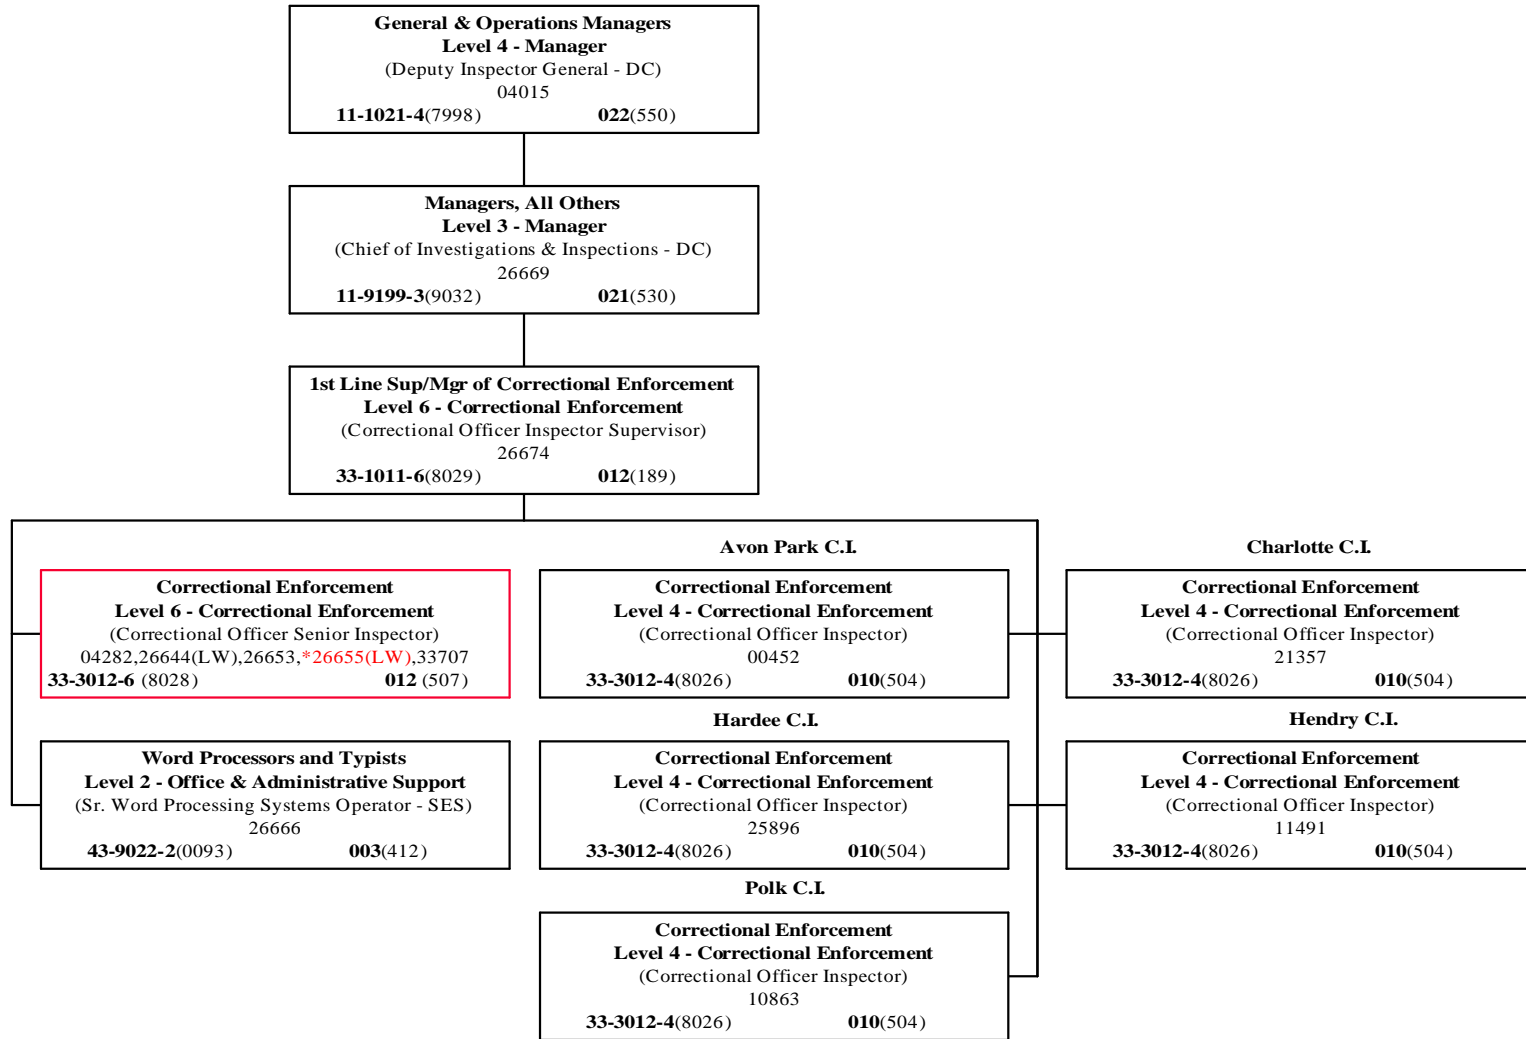 General & Operations Managers
Level 4 - Manager
(Deputy Inspector General - DC)
04015
11-1021-4(7998) 022(550)
Managers, All Others
Level 3 - Manager
(Chief of Investigations & Inspections - DC)
26669
11-9199-3(9032) 021(530)
1st Line Sup/Mgr of Correctional Enforcement
Level 6 - Correctional Enforcement
(Correctional Officer Inspector Supervisor)
26674
33-1011-6(8029) 012(189)
Correctional Enforcement
Level 6 - Correctional Enforcement
(Correctional Officer Senior Inspector)
04282,26644(LW),26653,*26655(LW),33707
33-3012-6 (8028) 012 (507)
Word Processors and Typists
Level 2 - Office & Administrative Support
(Sr. Word Processing Systems Operator - SES)
26666
43-9022-2(0093) 003(412)
Avon Park C.I.
Correctional Enforcement
Level 4 - Correctional Enforcement
(Correctional Officer Inspector)
00452
33-3012-4(8026) 010(504)
Hardee C.I.
Correctional Enforcement
Level 4 - Correctional Enforcement
(Correctional Officer Inspector)
25896
33-3012-4(8026) 010(504)
Polk C.I.
Correctional Enforcement
Level 4 - Correctional Enforcement
(Correctional Officer Inspector)
10863
33-3012-4(8026) 010(504)
Charlotte C.I.
Correctional Enforcement
Level 4 - Correctional Enforcement
(Correctional Officer Inspector)
21357
33-3012-4(8026) 010(504)
Hendry C.I.
Correctional Enforcement
Level 4 - Correctional Enforcement
(Correctional Officer Inspector)
11491
33-3012-4(8026) 010(504)